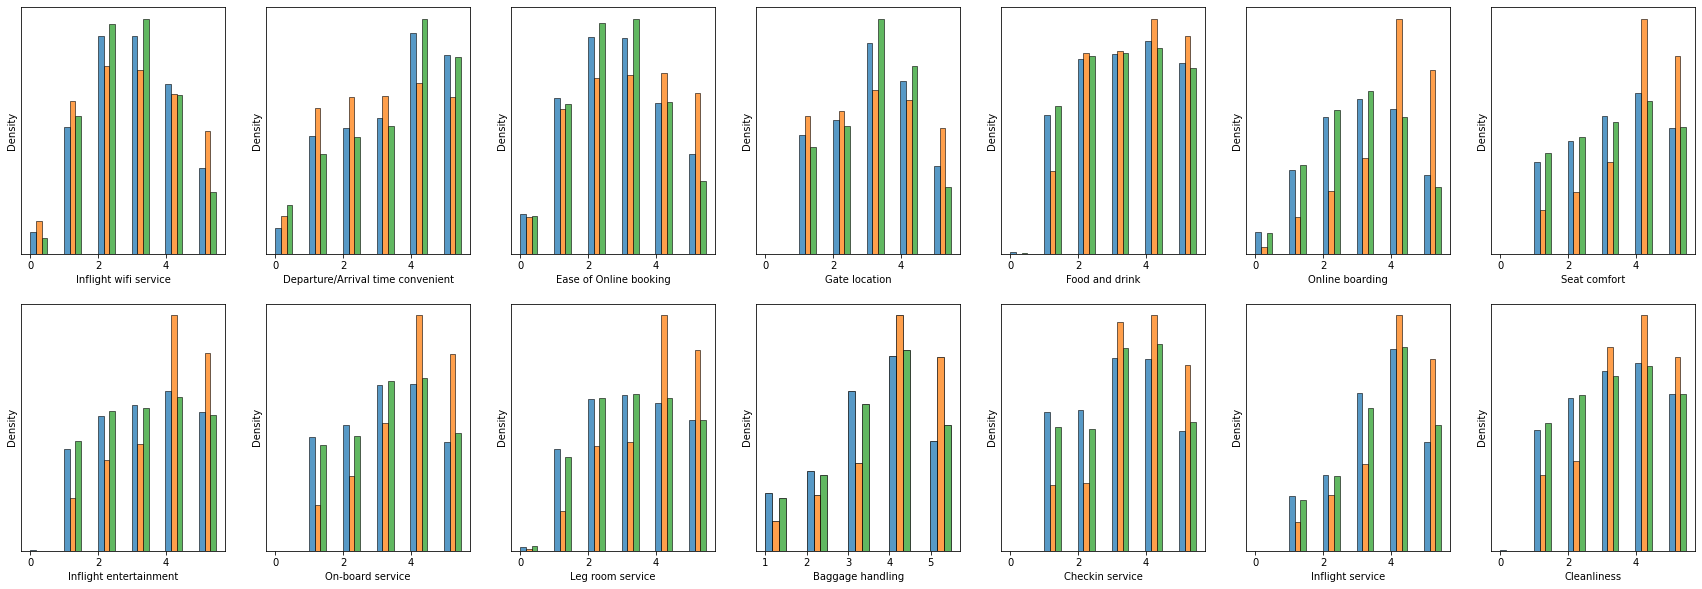 Density
0 2 4
Inflight wifi service
Density
0 2 4
Departure/Arrival time convenient
Density
0 2 4
Ease of Online booking
Density
0 2 4
Gate location
Density
0 2 4
Food and drink
Density
0 2 4
Online boarding
Density
0 2 4
Seat comfort
Density
0 2 4
Inflight entertainment
Density
0 2 4
On-board service
Density
0 2 4
Leg room service
Density
1 2 3 4 5
Baggage handling
Density
0 2 4
Checkin service
Density
0 2 4
Inflight service
Density
0 2 4
Cleanliness